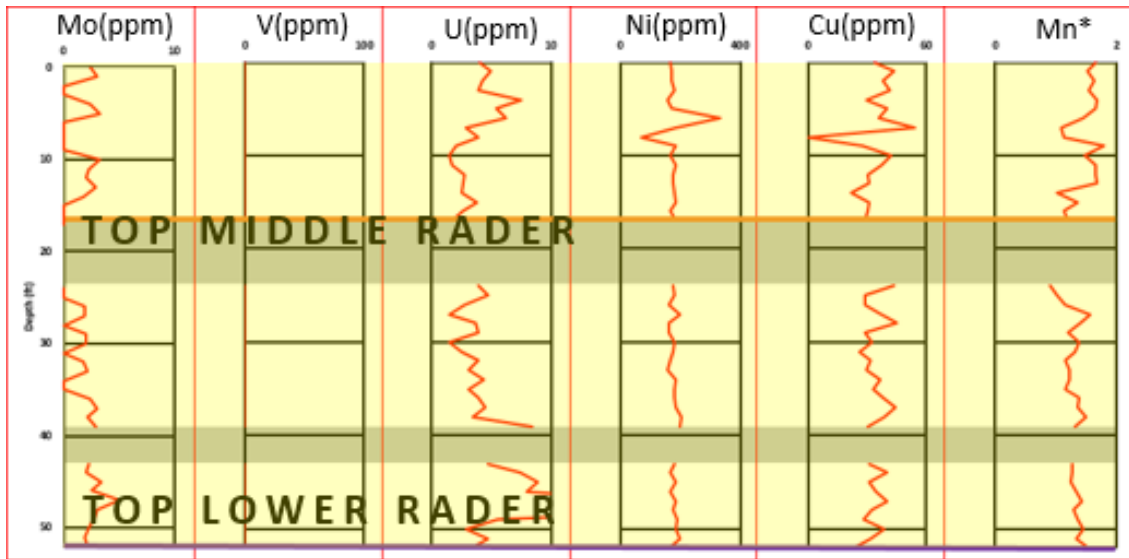 Mo(ppm) V(ppm) U(ppm) Ni(ppm) Cu(ppm) Mn*
0 10 0 100 0 10 0 400 0 60 0 2
0
10
TOP MIDDLE RADER
20
Depth (ft)
30
40
TOP LOWER RADER
50